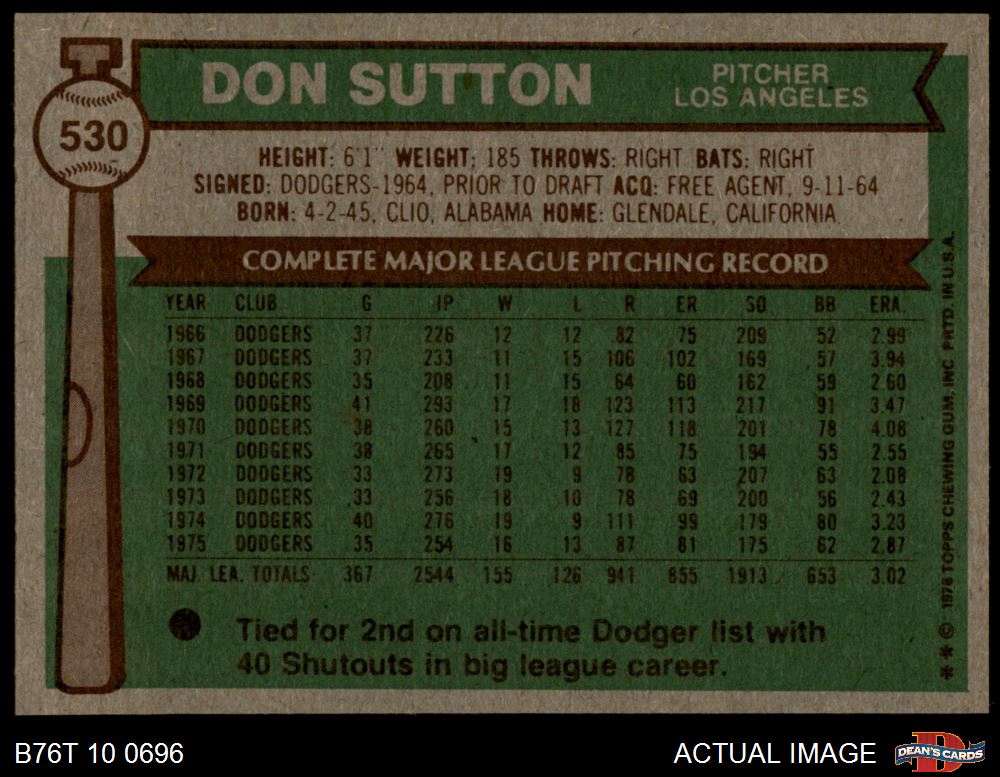 530
DON SUTTON
PITCHER
LOS ANGELES
HEIGHT: 6'1" WEIGHT: 185 THROWS: RIGHT BATS: RIGHT
SIGNED: DODGERS-1964, PRIOR TO DRAFT ACQ: FREE AGENT, 9-11-64
BORN: 4-2-45, CLIO, ALABAMA HOME: GLENDALE, CALIFORNIA
COMPLETE MAJOR LEAGUE PITCHING RECORD
YEAR CLUB G IP W L R ER SO BB ERA
1966 DODGERS 37 226 12 12 82 75 209 52 2.99
1967 DODGERS 37 233 11 15 106 102 169 57 3.94
1968 DODGERS 35 208 11 15 64 60 162 59 2.60
1969 DODGERS 41 293 17 18 123 113 217 91 3.47
1970 DODGERS 38 260 15 13 127 118 201 78 4.08
1971 DODGERS 38 265 17 12 85 75 194 55 2.55
1972 DODGERS 33 273 19 9 78 63 207 63 2.08
1973 DODGERS 33 256 18 10 78 69 200 56 2.43
1974 DODGERS 40 276 19 9 111 99 179 80 3.23
1975 DODGERS 35 254 16 13 87 81 175 62 2.87
MAJ. LEA. TOTALS 367 2544 155 126 941 855 1913 653 3.02
Tied for 2nd on all-time Dodger list with
40 Shutouts in big league career.
**© 1976 TOPPS CHEWING GUM, INC PRTD. IN U.S.A.
B76T 10 0696
ACTUAL IMAGE
DEAN'S CARDS